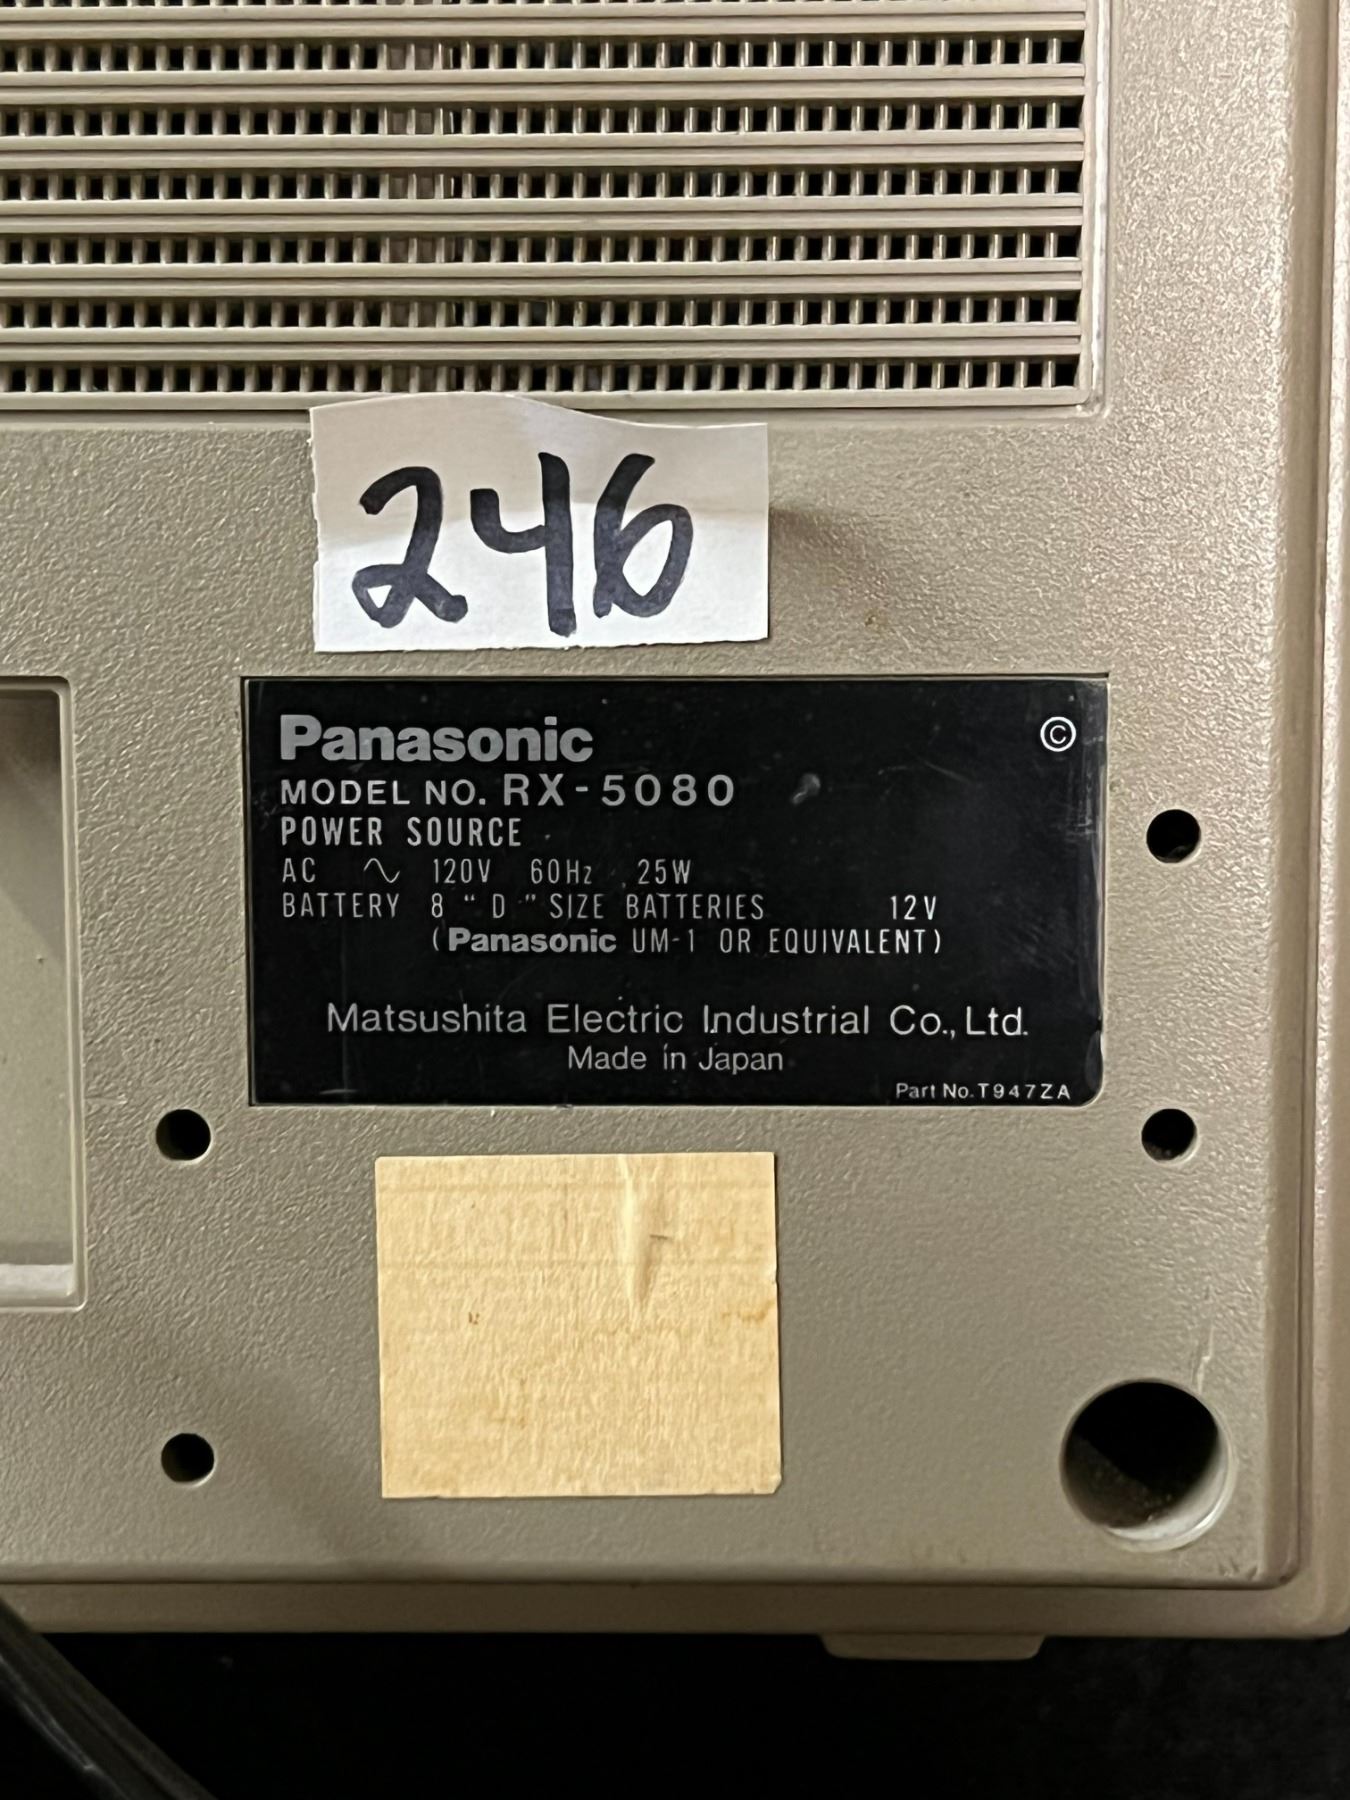 246
Panasonic ©
MODEL NO. RX-5080
POWER SOURCE
AC ∿ 120V 60Hz 25W
BATTERY 8 "D" SIZE BATTERIES 12V
(Panasonic UM-1 OR EQUIVALENT)
Matsushita Electric Industrial Co., Ltd.
Made in Japan
Part No. T947ZA